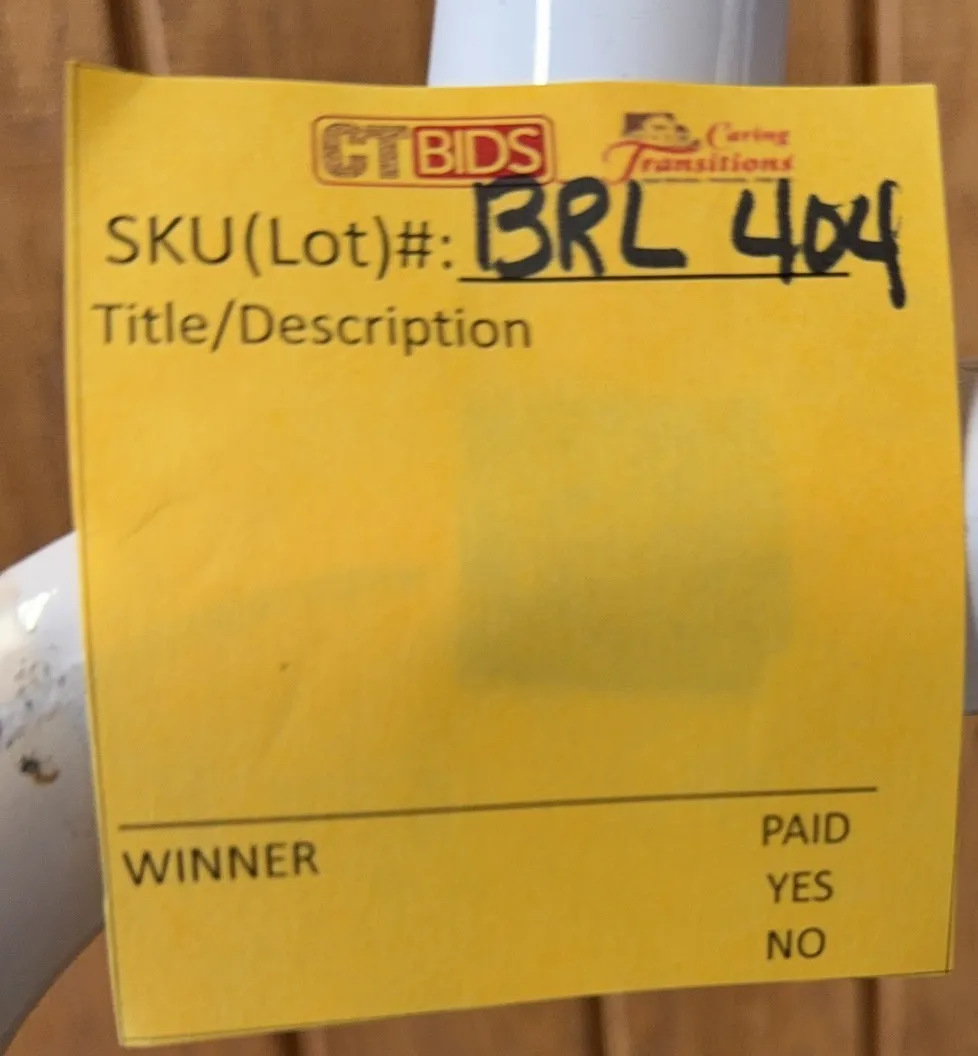 CTBIDS
Caring
Transitions
SKU(Lot)#: BRL 404
Title/Description
WINNER
PAID
YES
NO